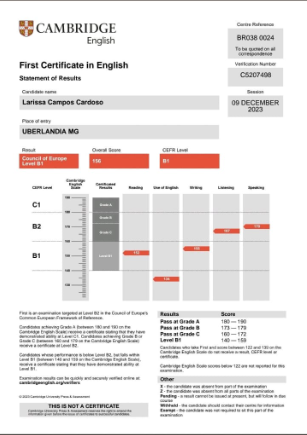 CAMBRIDGE
English
Centre Reference
BR038 0024
To be quoted on all
correspondence
First Certificate in English
Statement of Results
Verification Number
C5207498
Candidate name
Larissa Campos Cardoso
Session
09 DECEMBER
2023
Place of entry
UBERLANDIA MG
Result
Overall Score
CEFR Level
Council of Europe
Level B1
B1
CEFR Level
Cambridge
English
Scale
Certificated
Results
Reading
Use of English
Writing
Listening
Speaking
C1
B2
B1
Grade A
Grade B
Grade C
Level B1
First is an examination targeted at Level B2 in the Council of Europe's
Common European Framework of Reference.
Candidates achieving Grade A (between 180 and 190 on the
Cambridge English Scale) receive a certificate stating that they have
demonstrated ability at Level C1. Candidates achieving Grade B or
Grade C (between 160 and 179 on the Cambridge English Scale)
receive a certificate at Level B2.
Candidates whose performance is below Level B2, but falls within
Level B1 (between 140 and 159 on the Cambridge English Scale),
receive a certificate stating that they have demonstrated ability at
Level B1.
Examination results can be quickly and securely verified online at
cambridgeenglish.org/verifiers
Results
Score
Pass at Grade A
180 — 190
Pass at Grade B
173 — 179
Pass at Grade C
160 — 172
Level B1
140 — 159
Candidates who take First and score between 122 and 139 on the
Cambridge English Scale do not receive a CEFR level or
certificate.
Cambridge English Scale scores below 122 are not reported for this
examination.
Other
X - the candidate was absent from part of the examination
Z - the candidate was absent from all parts of the examination
Pending - a result cannot be issued at present, but will follow in due
course
Withheld - the candidate should contact their centre for information
Exempt - the candidate was not required to sit this part of the
examination
THIS IS NOT A CERTIFICATE